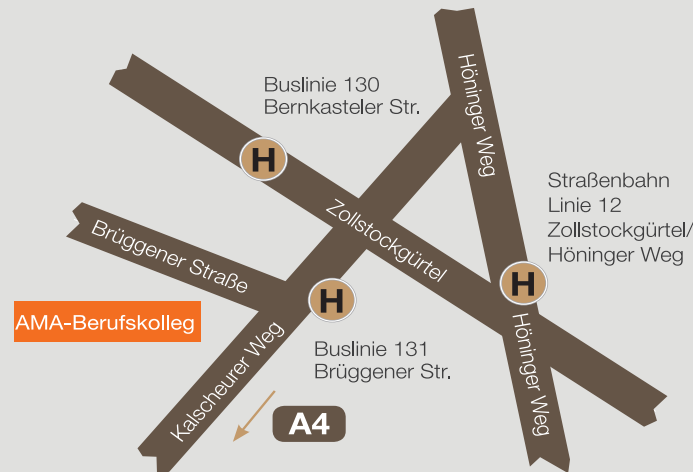 Höninger Weg
Buslinie 130
Bernkasteler Str.
H
Straßenbahn
Linie 12
Zollstockgürtel/
Höninger Weg
Zollstockgürtel
Brüggener Straße
H
H
AMA-Berufskolleg
Kalscheurer Weg
Buslinie 131
Brüggener Str.
Höninger Weg
A4